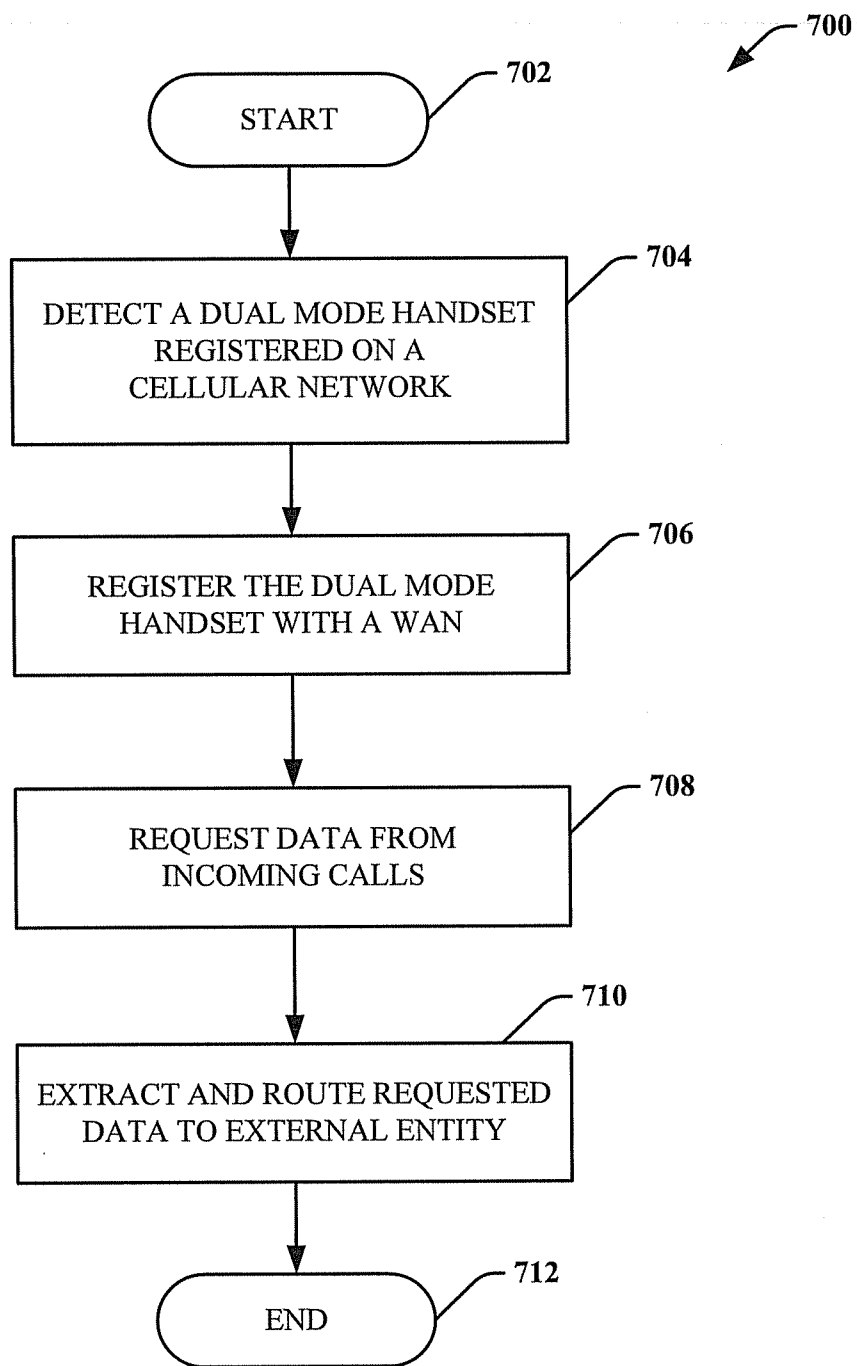 700
702
START
704
DETECT A DUAL MODE HANDSET
REGISTERED ON A
CELLULAR NETWORK
706
REGISTER THE DUAL MODE
HANDSET WITH A WAN
708
REQUEST DATA FROM
INCOMING CALLS
710
EXTRACT AND ROUTE REQUESTED
DATA TO EXTERNAL ENTITY
712
END